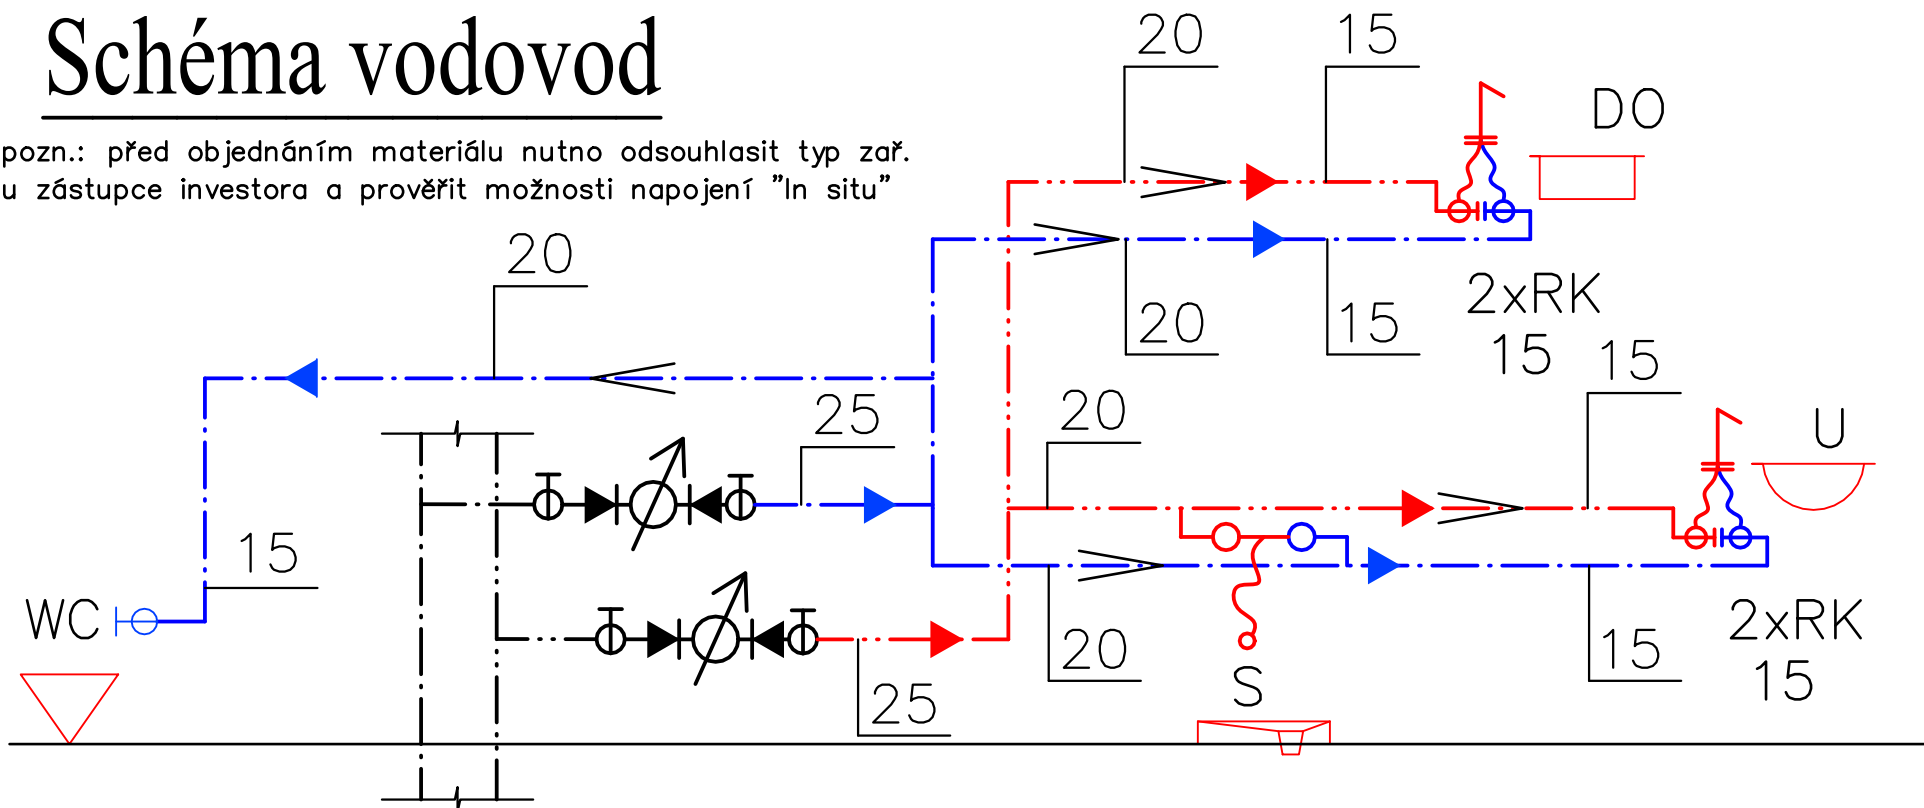 Schéma vodovod
pozn.: před objednáním materiálu nutno odsouhlasit typ zař.
u zástupce investora a prověřit možnosti napojení "In situ"
20
15
DO
20
20
15
2xRK
15
15
20
25
U
15
WC
20
15
2xRK
15
25
S